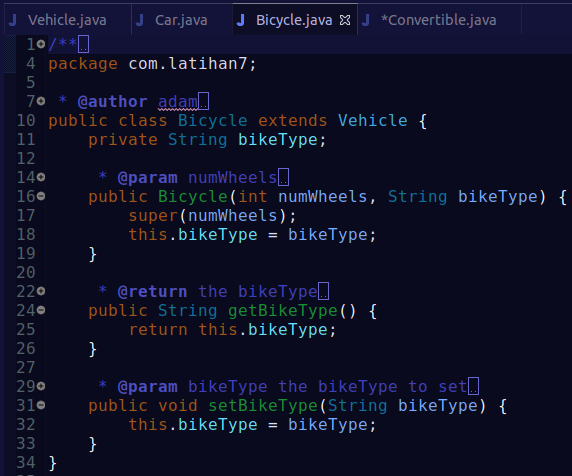 Vehicle.java Car.java Bicycle.java *Convertible.java
1 /**..
4 package com.latihan7;
5
7 * @author adam..
10 public class Bicycle extends Vehicle {
11 private String bikeType;
12
14 * @param numWheels..
16 public Bicycle(int numWheels, String bikeType) {
17 super(numWheels);
18 this.bikeType = bikeType;
19 }
20
22 * @return the bikeType..
24 public String getBikeType() {
25 return this.bikeType;
26 }
27
29 * @param bikeType the bikeType to set..
31 public void setBikeType(String bikeType) {
32 this.bikeType = bikeType;
33 }
34 }